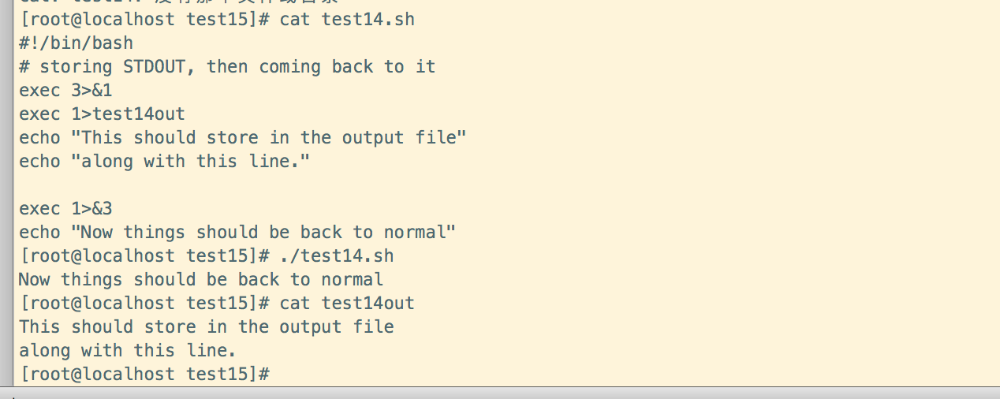 [root@localhost test15]# cat test14.sh
#!/bin/bash
# storing STDOUT, then coming back to it
exec 3>&1
exec 1>test14out
echo "This should store in the output file"
echo "along with this line."
exec 1>&3
echo "Now things should be back to normal"
[root@localhost test15]# ./test14.sh
Now things should be back to normal
[root@localhost test15]# cat test14out
This should store in the output file
along with this line.
[root@localhost test15]#